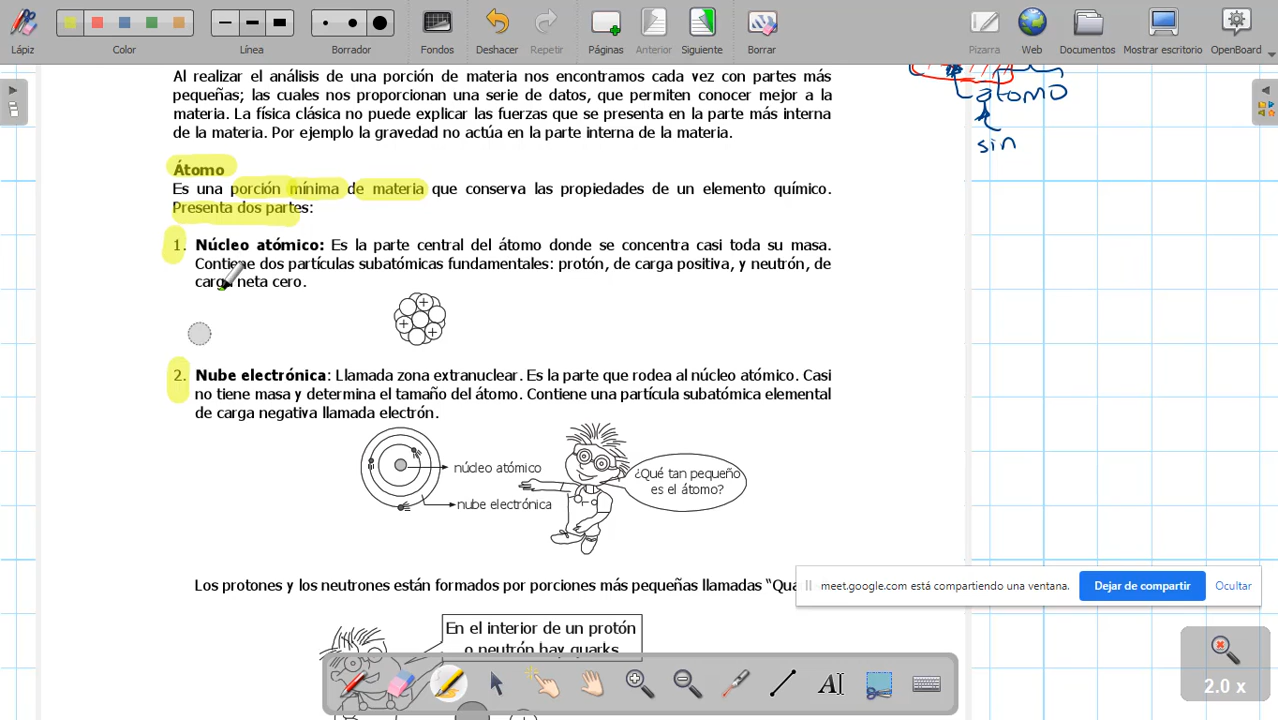 Lápiz
Color
Línea
Borrador
Fondos
Deshacer
Repetir
Páginas
Anterior
Siguiente
Borrar
Pizarra
Web
Documentos
Mostrar escritorio
OpenBoard
Al realizar el análisis de una porción de materia nos encontramos cada vez con partes más
pequeñas; las cuales nos proporcionan una serie de datos, que permiten conocer mejor a la
materia. La física clásica no puede explicar las fuerzas que se presenta en la parte más interna
de la materia. Por ejemplo la gravedad no actúa en la parte interna de la materia.
átomo
sin
Átomo
Es una porción mínima de materia que conserva las propiedades de un elemento químico.
Presenta dos partes:
1. Núcleo atómico: Es la parte central del átomo donde se concentra casi toda su masa.
Contiene dos partículas subatómicas fundamentales: protón, de carga positiva, y neutrón, de
carga neta cero.
2. Nube electrónica: Llamada zona extranuclear. Es la parte que rodea al núcleo atómico. Casi
no tiene masa y determina el tamaño del átomo. Contiene una partícula subatómica elemental
de carga negativa llamada electrón.
núcleo atómico
nube electrónica
¿Qué tan pequeño
es el átomo?
Los protones y los neutrones están formados por porciones más pequeñas llamadas “Qua
meet.google.com está compartiendo una ventana.
Dejar de compartir
Ocultar
En el interior de un protón
o neutrón hay quarks
2.0 x